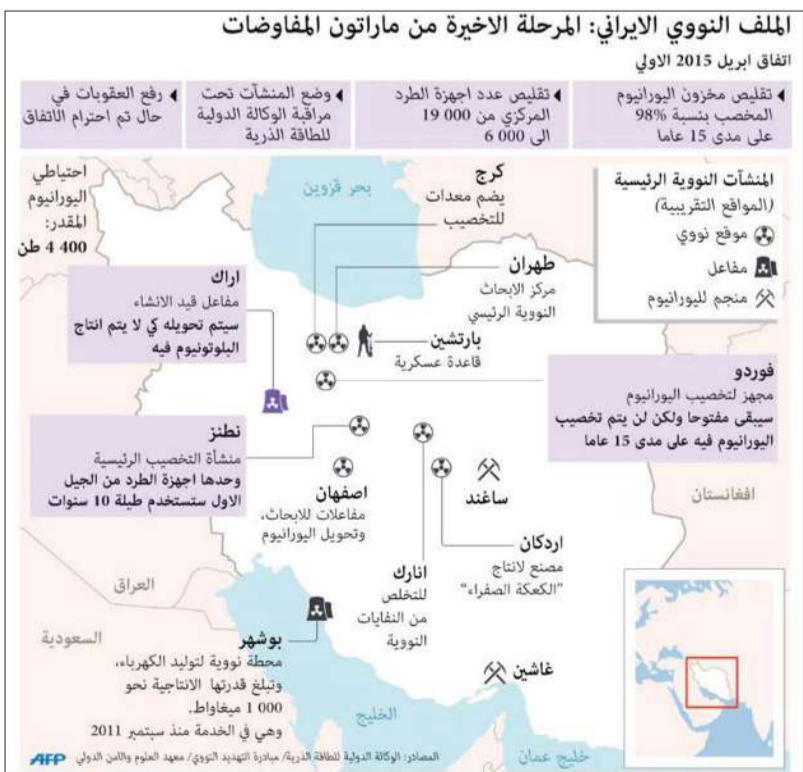 الملف النووي الايراني: المرحلة الاخيرة من ماراتون المفاوضات
اتفاق ابريل 2015 الاولي
تقليص مخزون اليورانيوم
المخصب بنسبة 98%
على مدى 15 عاما
تقليص عدد اجهزة الطرد
المركزي من 000 19
الى 000 6
وضع المنشآت تحت
مراقبة الوكالة الدولية
للطاقة الذرية
رفع العقوبات في
حال تم احترام الاتفاق
المنشآت النووية الرئيسية
(المواقع التقريبية)
موقع نووي
مفاعل
منجم لليورانيوم
كرج
يضم معدات
للتخصيب
بحر قزوين
احتياطي
اليورانيوم
المقدر:
400 4 طن
طهران
مركز الابحاث
النووية الرئيسي
اراك
مفاعل قيد الانشاء
سيتم تحويله كي لا يتم انتاج
البلوتونيوم فيه
بارتشين
قاعدة عسكرية
فوردو
مجهز لتخصيب اليورانيوم
سيبقى مفتوحا ولكن لن يتم تخصيب
اليورانيوم فيه على مدى 15 عاما
نطنز
منشأة التخصيب الرئيسية
وحدها اجهزة الطرد من الجيل
الاول ستستخدم طيلة 10 سنوات
ساغند
اصفهان
مفاعلات للابحاث،
وتحويل اليورانيوم
افغانستان
اردكان
مصنع لانتاج
"الكعكة الصفراء"
انارك
للتخلص
من النفايات
النووية
العراق
السعودية
بوشهر
محطة نووية لتوليد الكهرباء،
وتبلغ قدرتها الانتاجية نحو
000 1 ميغاواط.
وهي في الخدمة منذ سبتمبر 2011
غاشين
الخليج
خليج عمان
المصادر: الوكالة الدولية للطاقة الذرية/ مبادرة التهديد النووي/ معهد العلوم والامن الدولي
AFP